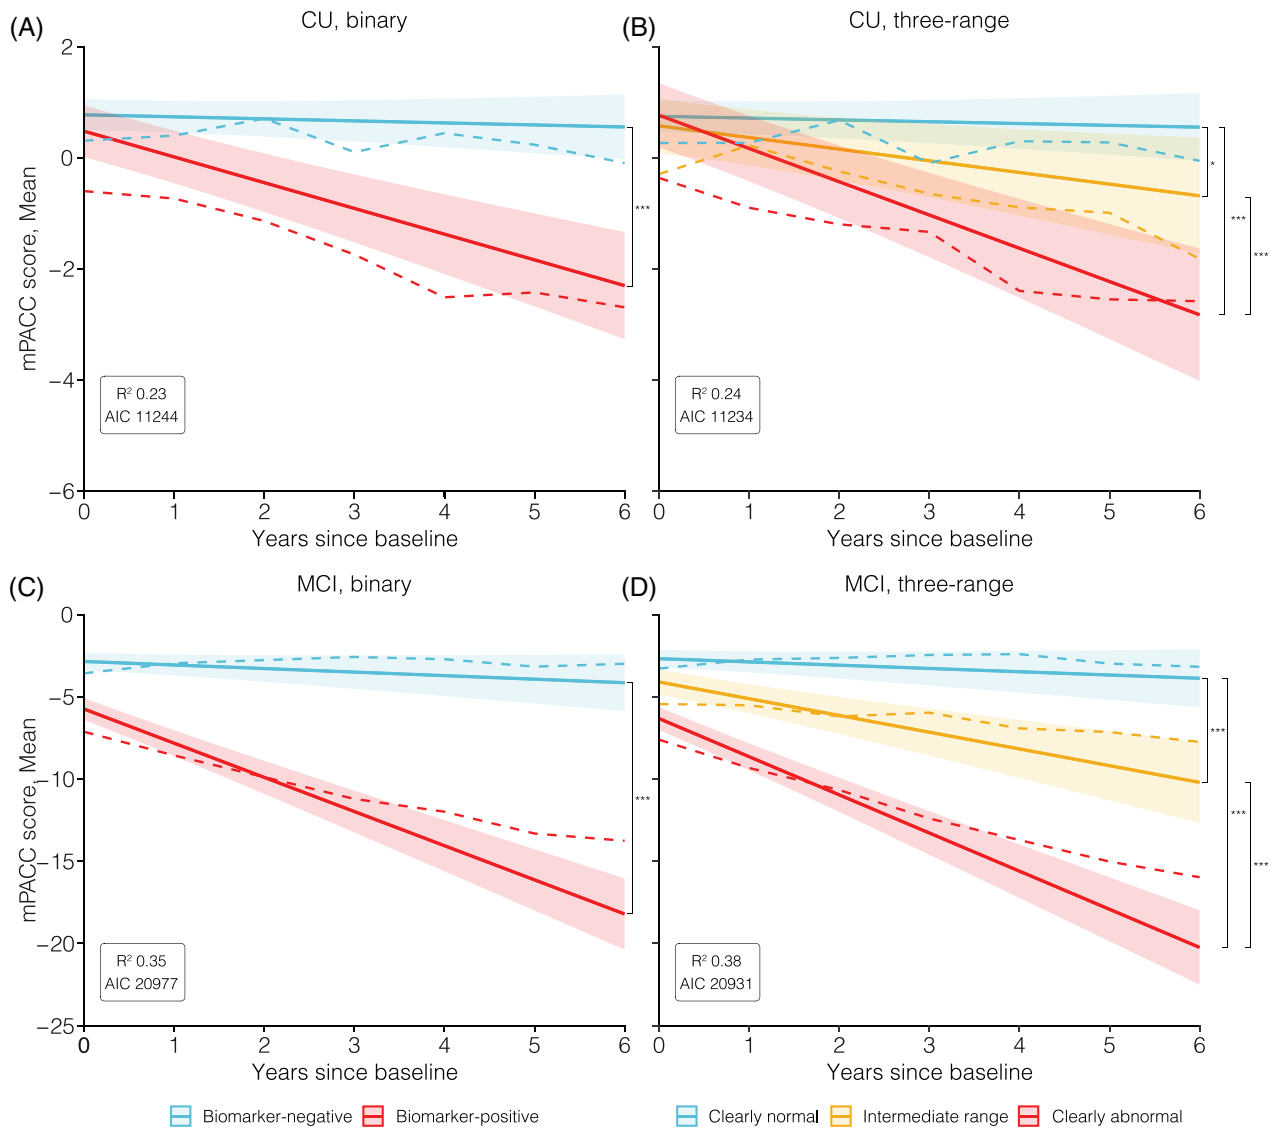 (A)
CU, binary
(B)
CU, three-range
mPACC score, Mean
2
0
−2
−4
−6
R² 0.23
AIC 11244
***
0 1 2 3 4 5 6
Years since baseline
R² 0.24
AIC 11234
*
***
***
0 1 2 3 4 5 6
Years since baseline
(C)
MCI, binary
(D)
MCI, three-range
mPACC score, Mean
0
−5
−10
−15
−20
−25
R² 0.35
AIC 20977
***
0 1 2 3 4 5 6
Years since baseline
R² 0.38
AIC 20931
***
***
***
0 1 2 3 4 5 6
Years since baseline
Biomarker-negative Biomarker-positive
Clearly normal Intermediate range Clearly abnormal